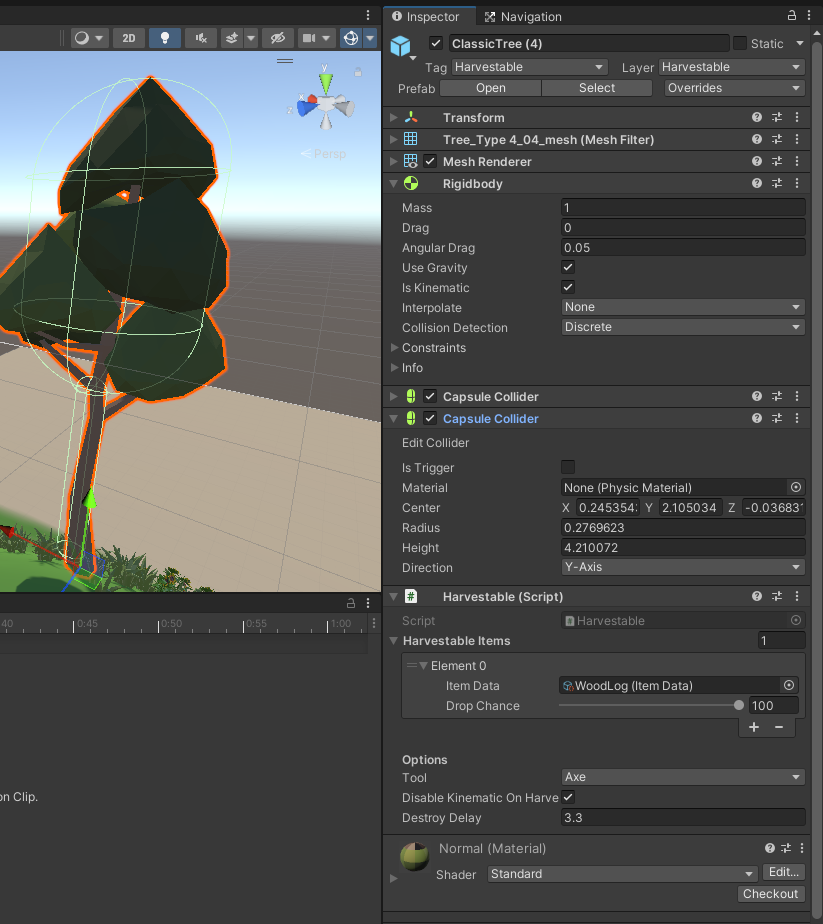 Inspector
Navigation
2D
ClassicTree (4)
Static
Tag Harvestable
Layer Harvestable
Prefab Open Select Overrides
y
x
z
Persp
Transform
Tree_Type 4_04_mesh (Mesh Filter)
Mesh Renderer
Rigidbody
Mass 1
Drag 0
Angular Drag 0.05
Use Gravity
Is Kinematic
Interpolate None
Collision Detection Discrete
Constraints
Info
Capsule Collider
Capsule Collider
Edit Collider
Is Trigger
Material None (Physic Material)
Center X 0.245354 Y 2.105034 Z -0.03683
Radius 0.2769623
Height 4.210072
Direction Y-Axis
Harvestable (Script)
Script # Harvestable
Harvestable Items 1
Element 0
Item Data WoodLog (Item Data)
Drop Chance 100
+ −
Options
Tool Axe
Disable Kinematic On Harve
Destroy Delay 3.3
Normal (Material)
Shader Standard Edit...
Checkout
:40 0:45 0:50 0:55 1:00
on Clip.